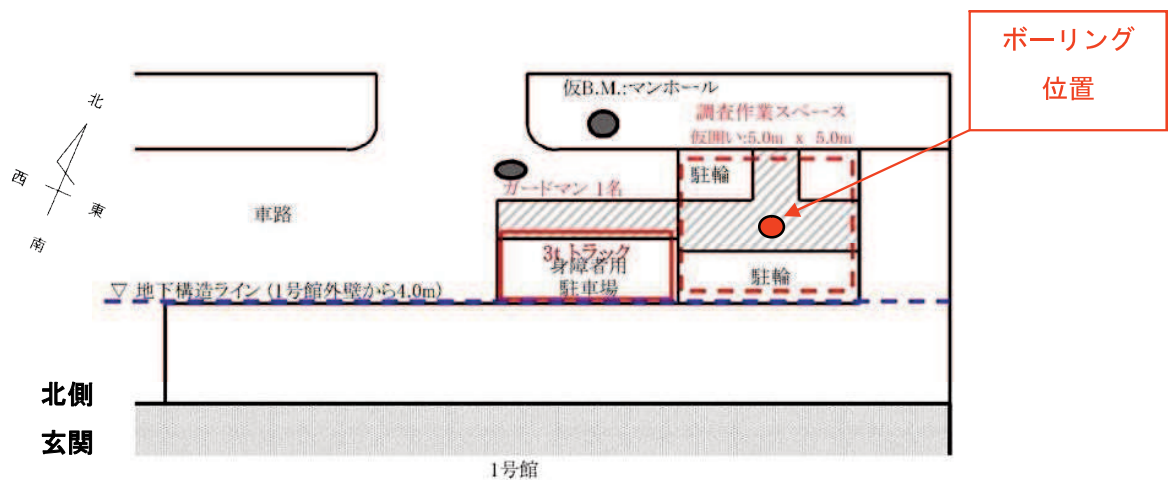 ボーリング
位置
仮B.M.:マンホール
調査作業スペース
仮囲い:5.0m x 5.0m
北
西
東
南
駐輪
ガードマン 1名
車路
3t トラック
身障者用
駐車場
駐輪
▽ 地下構造ライン (1号館外壁から4.0m)
北側
玄関
1号館